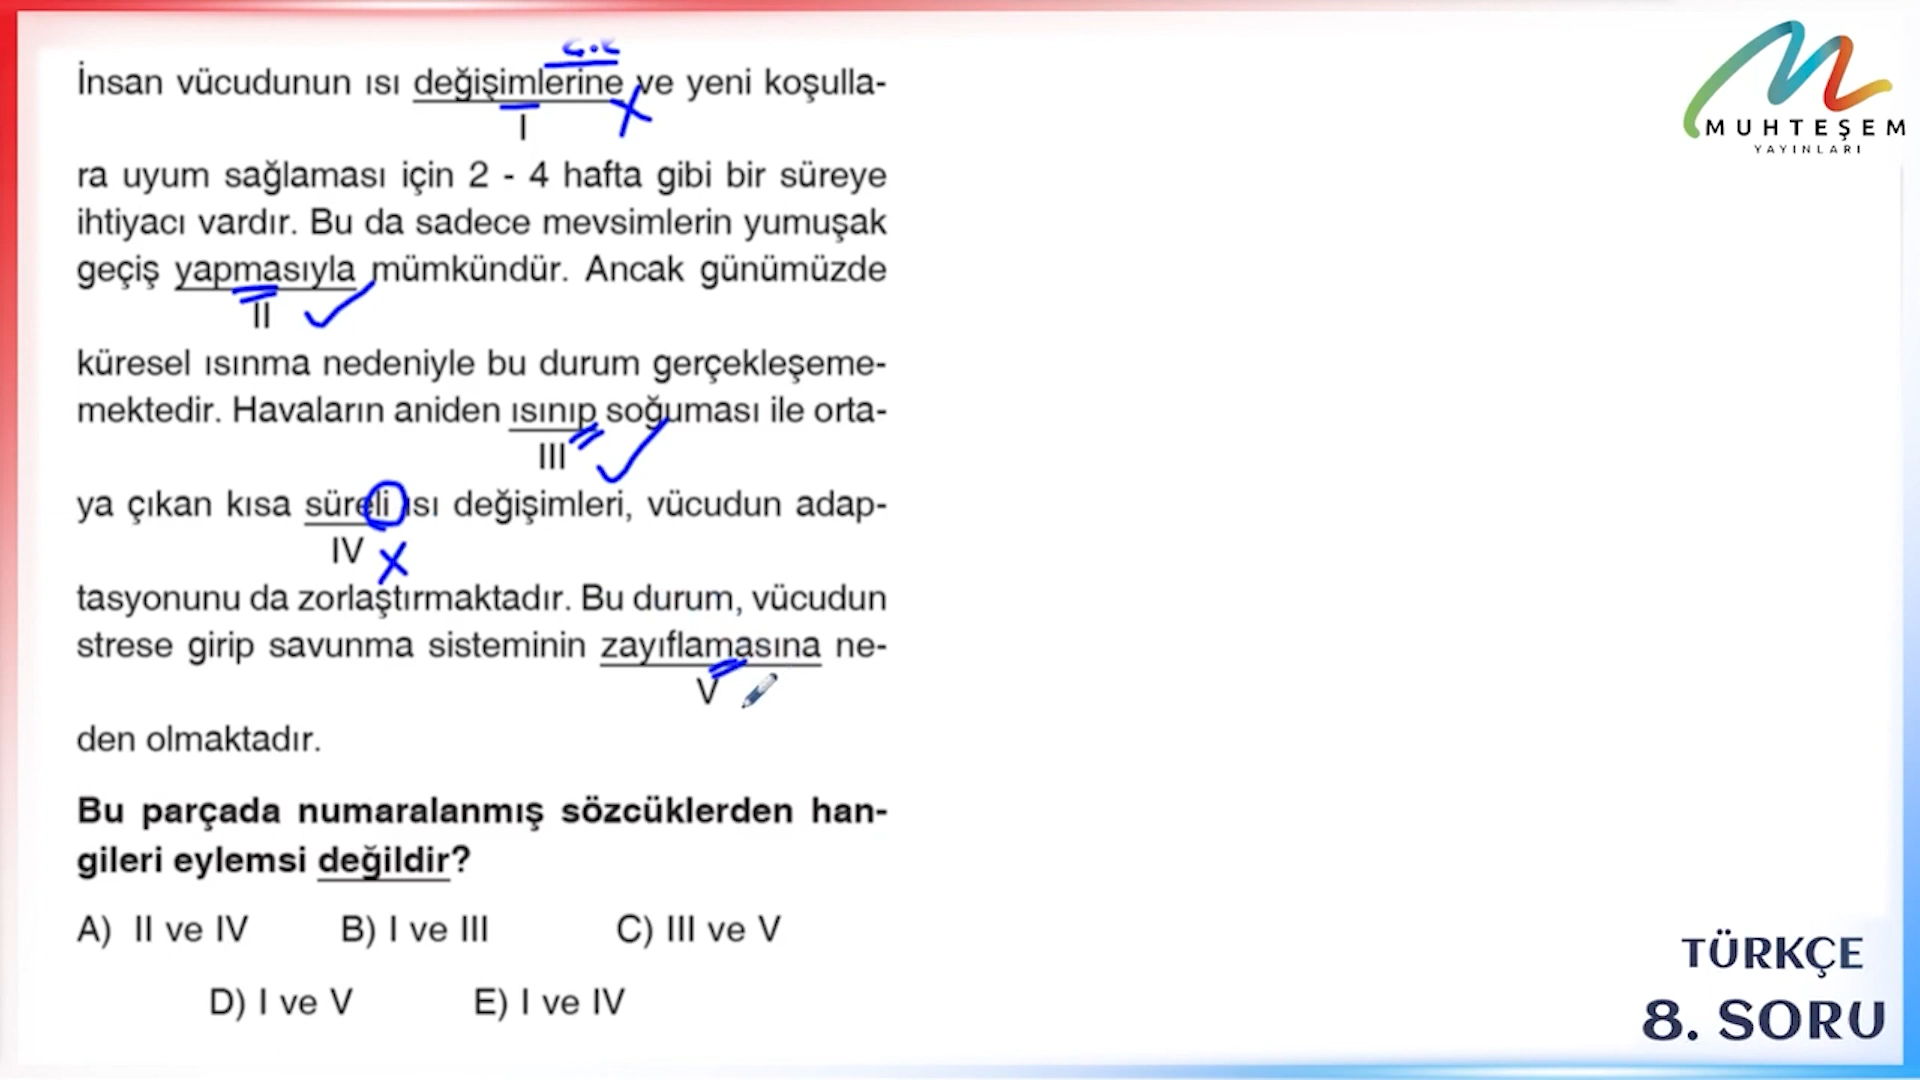 İnsan vücudunun ısı değişimlerine ve yeni koşulla-
I
ra uyum sağlaması için 2 - 4 hafta gibi bir süreye
ihtiyacı vardır. Bu da sadece mevsimlerin yumuşak
geçiş yapmasıyla mümkündür. Ancak günümüzde
II
küresel ısınma nedeniyle bu durum gerçekleşeme-
mektedir. Havaların aniden ısınıp soğuması ile orta-
III
ya çıkan kısa süreli ısı değişimleri, vücudun adap-
IV
tasyonunu da zorlaştırmaktadır. Bu durum, vücudun
strese girip savunma sisteminin zayıflamasına ne-
V
den olmaktadır.
Bu parçada numaralanmış sözcüklerden han-
gileri eylemsi değildir?
A) II ve IV B) I ve III C) III ve V
D) I ve V E) I ve IV
MUHTEŞEM
YAYINLARI
TÜRKÇE
8. SORU